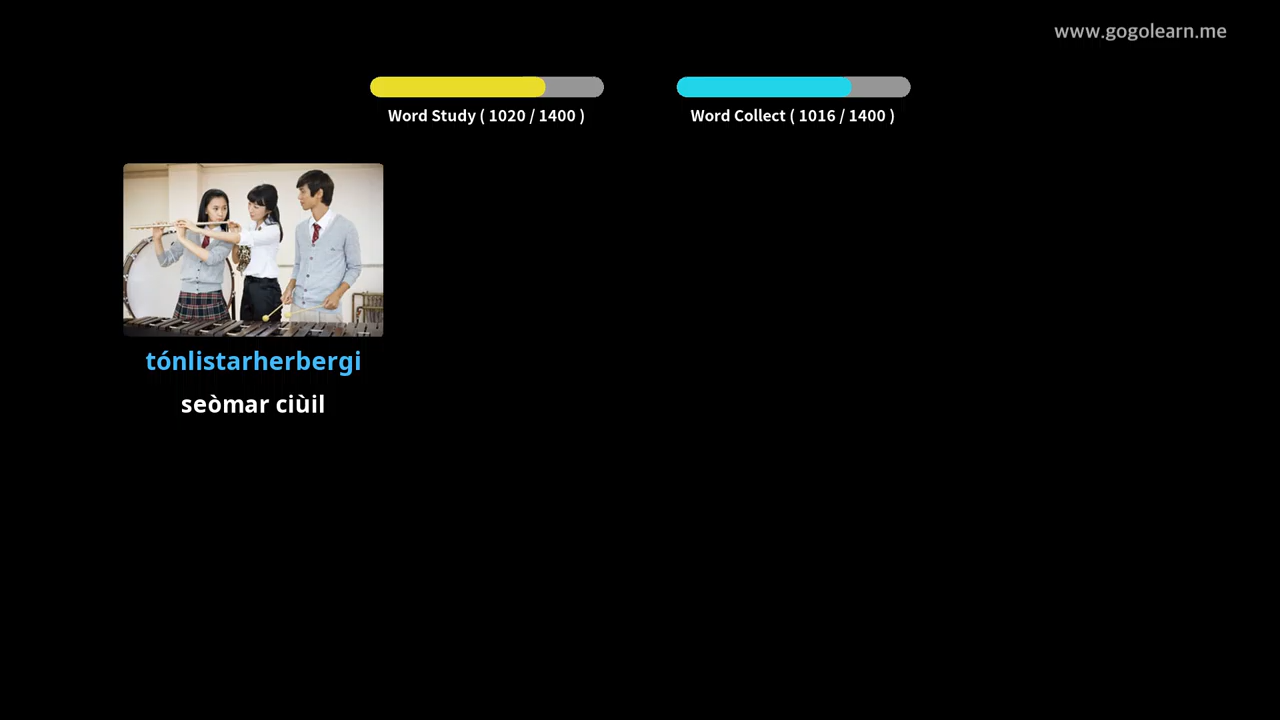 www.gogolearn.me
Word Study ( 1020 / 1400 )
Word Collect ( 1016 / 1400 )
tónlistarherbergi
seòmar ciùil